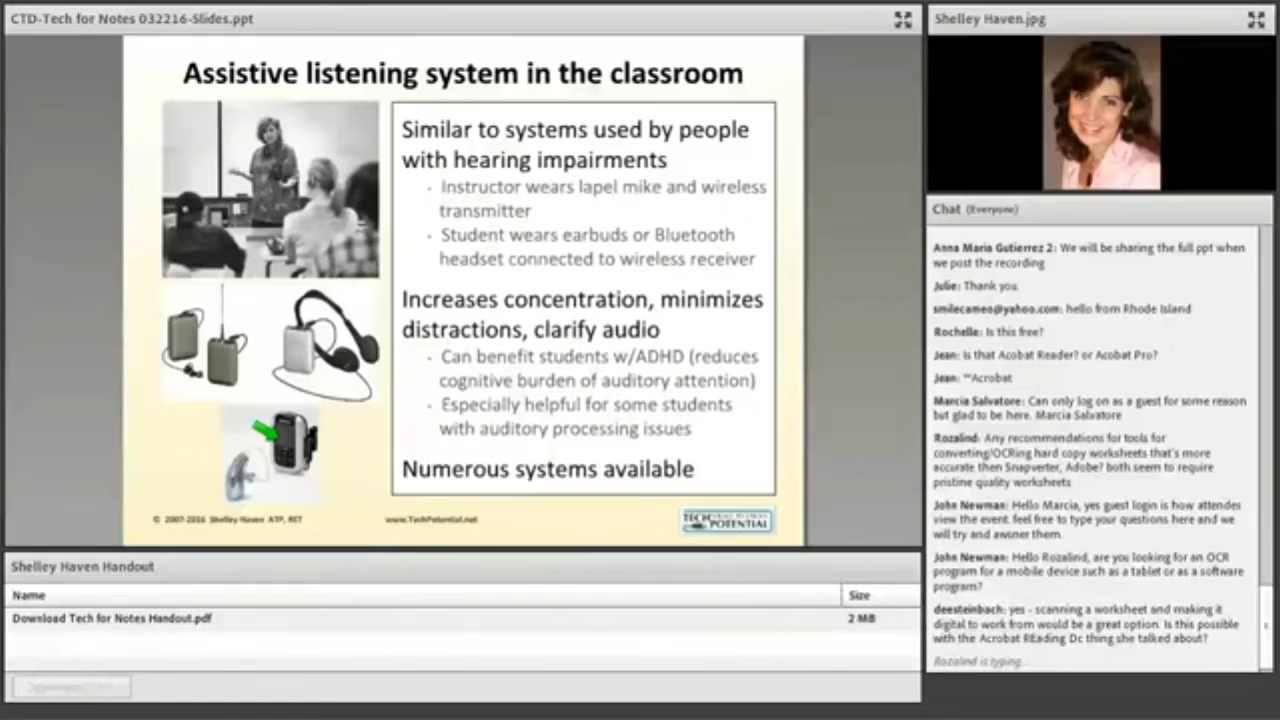 CTD-Tech for Notes 032216-Slides.ppt
Assistive listening system in the classroom
Similar to systems used by people
with hearing impairments
· Instructor wears lapel mike and wireless
transmitter
· Student wears earbuds or Bluetooth
headset connected to wireless receiver
Increases concentration, minimizes
distractions, clarify audio
· Can benefit students w/ADHD (reduces
cognitive burden of auditory attention)
· Especially helpful for some students
with auditory processing issues
Numerous systems available
© 2007-2016 Shelley Haven ATP, RET
www.TechPotential.net
TECH
POTENTIAL
Shelley Haven Handout
Name
Size
Download Tech for Notes Handout.pdf
2 MB
Shelley Haven.jpg
Chat (Everyone)
Anna Maria Gutierrez 2: We will be sharing the full ppt when
we post the recording
Julie: Thank you.
smilecameo@yahoo.com: hello from Rhode Island
Rochelle: Is this free?
Jean: Is that Acobat Reader? or Acobat Pro?
Jean: **Acrobat
Marcia Salvatore: Can only log on as a guest for some reason
but glad to be here. Marcia Salvatore
Rozalind: Any recommendations for tools for
converting/OCRing hard copy worksheets that's more
accurate then Snapverter, Adobe? both seem to require
pristine quality worksheets
John Newman: Hello Marcia, yes guest login is how attendes
view the event. feel free to type your questions here and we
will try and awsner them.
John Newman: Hello Rozalind, are you looking for an OCR
program for a mobile device such as a tablet or as a software
program?
deesteinbach: yes - scanning a worksheet and making it
digital to work from would be a great option. Is this possible
with the Acrobat REading Dc thing she talked about?
Rozalind is typing...